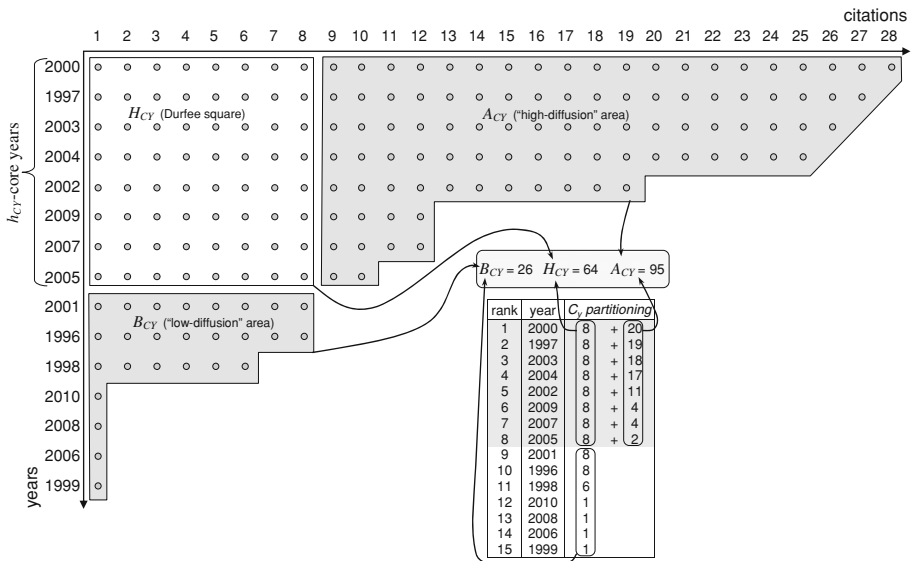 citations
1 2 3 4 5 6 7 8 9 10 11 12 13 14 15 16 17 18 19 20 21 22 23 24 25 26 27 28
2000
1997
H_CY (Durfee square)
A_CY ("high-diffusion" area)
2003
2004
2002
2009
2007
2005
h_CY-core years
B_CY = 26 H_CY = 64 A_CY = 95
2001
B_CY ("low-diffusion" area)
1996
1998
2010
2008
2006
1999
years
rank year C_y partitioning
1 2000 8 + 20
2 1997 8 + 19
3 2003 8 + 18
4 2004 8 + 17
5 2002 8 + 11
6 2009 8 + 4
7 2007 8 + 4
8 2005 8 + 2
9 2001 8
10 1996 8
11 1998 6
12 2010 1
13 2008 1
14 2006 1
15 1999 1